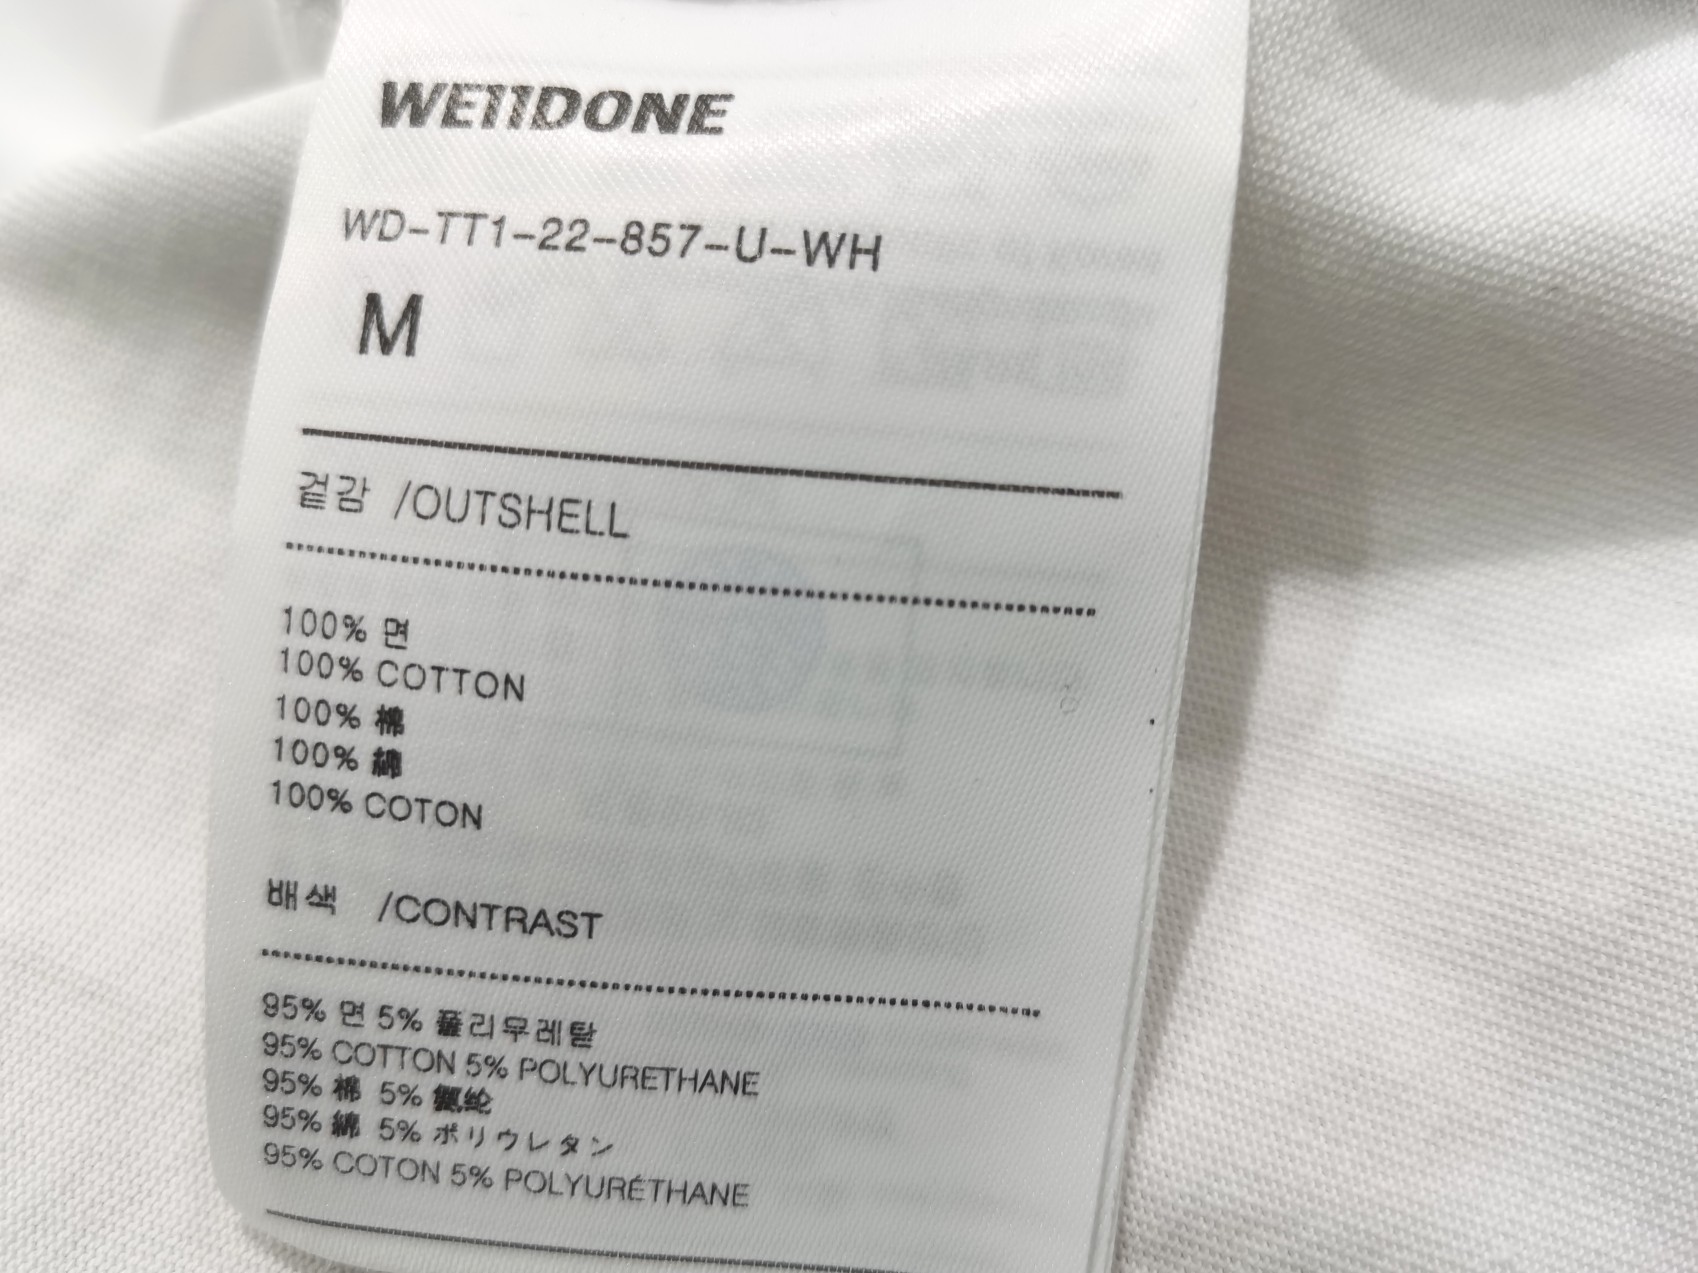 WE11DONE
WD-TT1-22-857-U-WH
M
겉감 /OUTSHELL
100% 면
100% COTTON
100% 棉
100% 綿
100% COTON
배색 /CONTRAST
95% 면 5% 폴리우레탄
95% COTTON 5% POLYURETHANE
95% 棉 5% 氨纶
95% 綿 5% ポリウレタン
95% COTON 5% POLYURÉTHANE